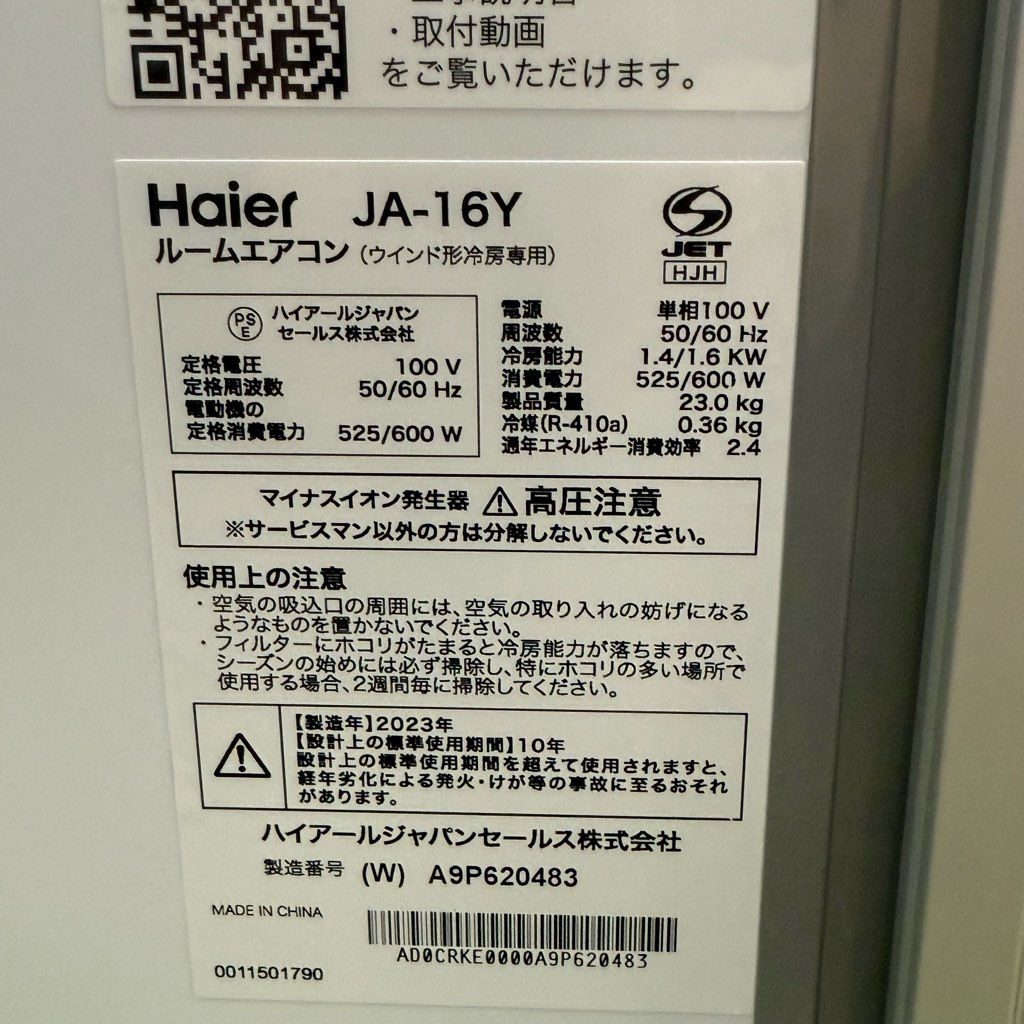 ・取付動画
をご覧いただけます。
Haier JA-16Y
ルームエアコン（ウインド形冷房専用）
JET
HJH
PS
E
ハイアールジャパン
セールス株式会社
定格電圧 100 V
定格周波数 50/60 Hz
電動機の
定格消費電力 525/600 W
電源 単相100 V
周波数 50/60 Hz
冷房能力 1.4/1.6 KW
消費電力 525/600 W
製品質量 23.0 kg
冷媒(R-410a) 0.36 kg
通年エネルギー消費効率 2.4
マイナスイオン発生器 ⚠高圧注意
※サービスマン以外の方は分解しないでください。
使用上の注意
・空気の吸込口の周囲には、空気の取り入れの妨げになる
ようなものを置かないでください。
・フィルターにホコリがたまると冷房能力が落ちますので、
シーズンの始めには必ず掃除し、特にホコリの多い場所で
使用する場合、2週間毎に掃除してください。
【製造年】2023年
【設計上の標準使用期間】10年
設計上の標準使用期間を超えて使用されますと、
経年劣化による発火・けが等の事故に至るおそれ
があります。
ハイアールジャパンセールス株式会社
製造番号 (W) A9P620483
MADE IN CHINA
AD0CRKE0000A9P620483
0011501790